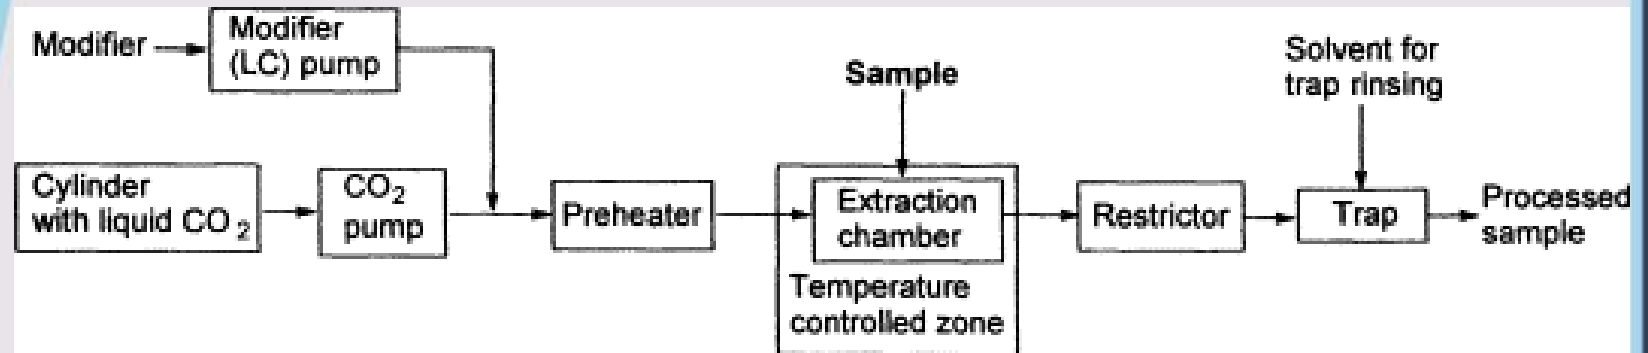 Modifier
Modifier
(LC) pump
Sample
Solvent for
trap rinsing
Cylinder
with liquid CO₂
CO₂
pump
Preheater
Extraction
chamber
Temperature
controlled zone
Restrictor
Trap
Processed
sample